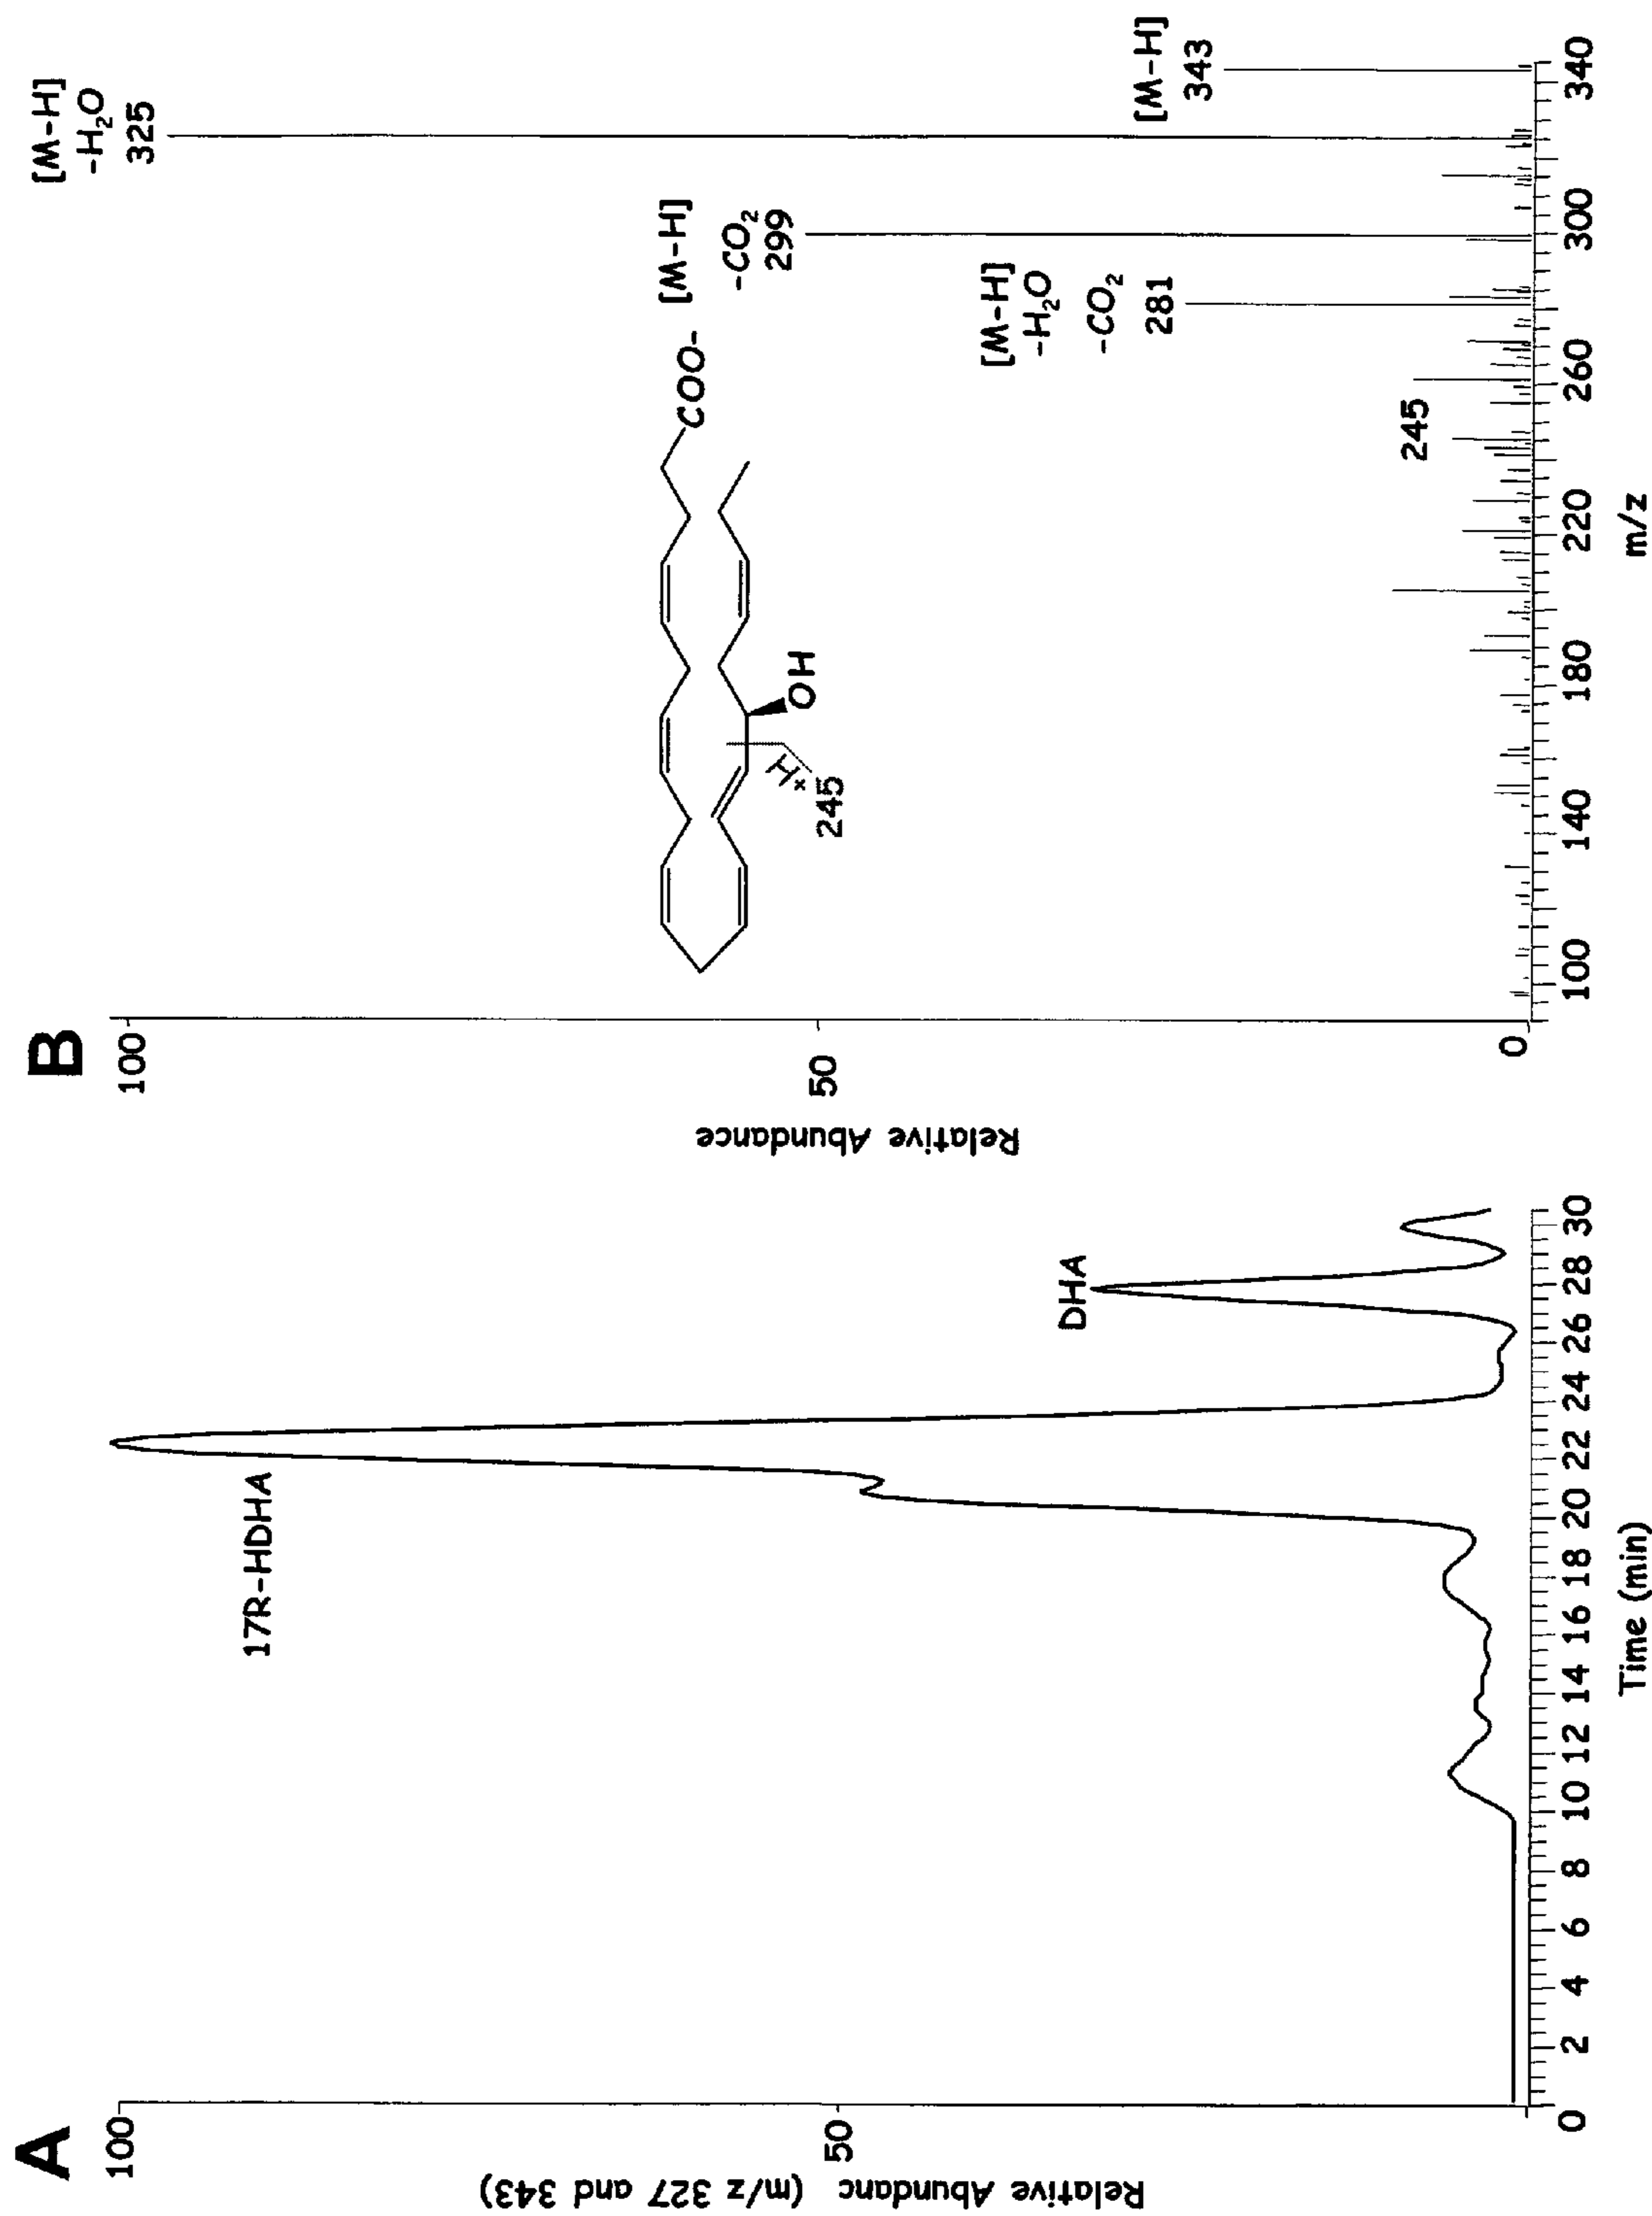 A
Relative Abundanc (m/z 327 and 343)
100
50
17R-HDHA
DHA
0 2 4 6 8 10 12 14 16 18 20 22 24 26 28 30
Time (min)
B
Relative Abundance
100
50
0
[M-H]
-H₂O
325
[M-H]
-CO₂
299
[M-H]
-H₂O
-CO₂
281
[M-H]
343
245
COO-
OH
H
245
100 140 180 220 260 300 340
m/z